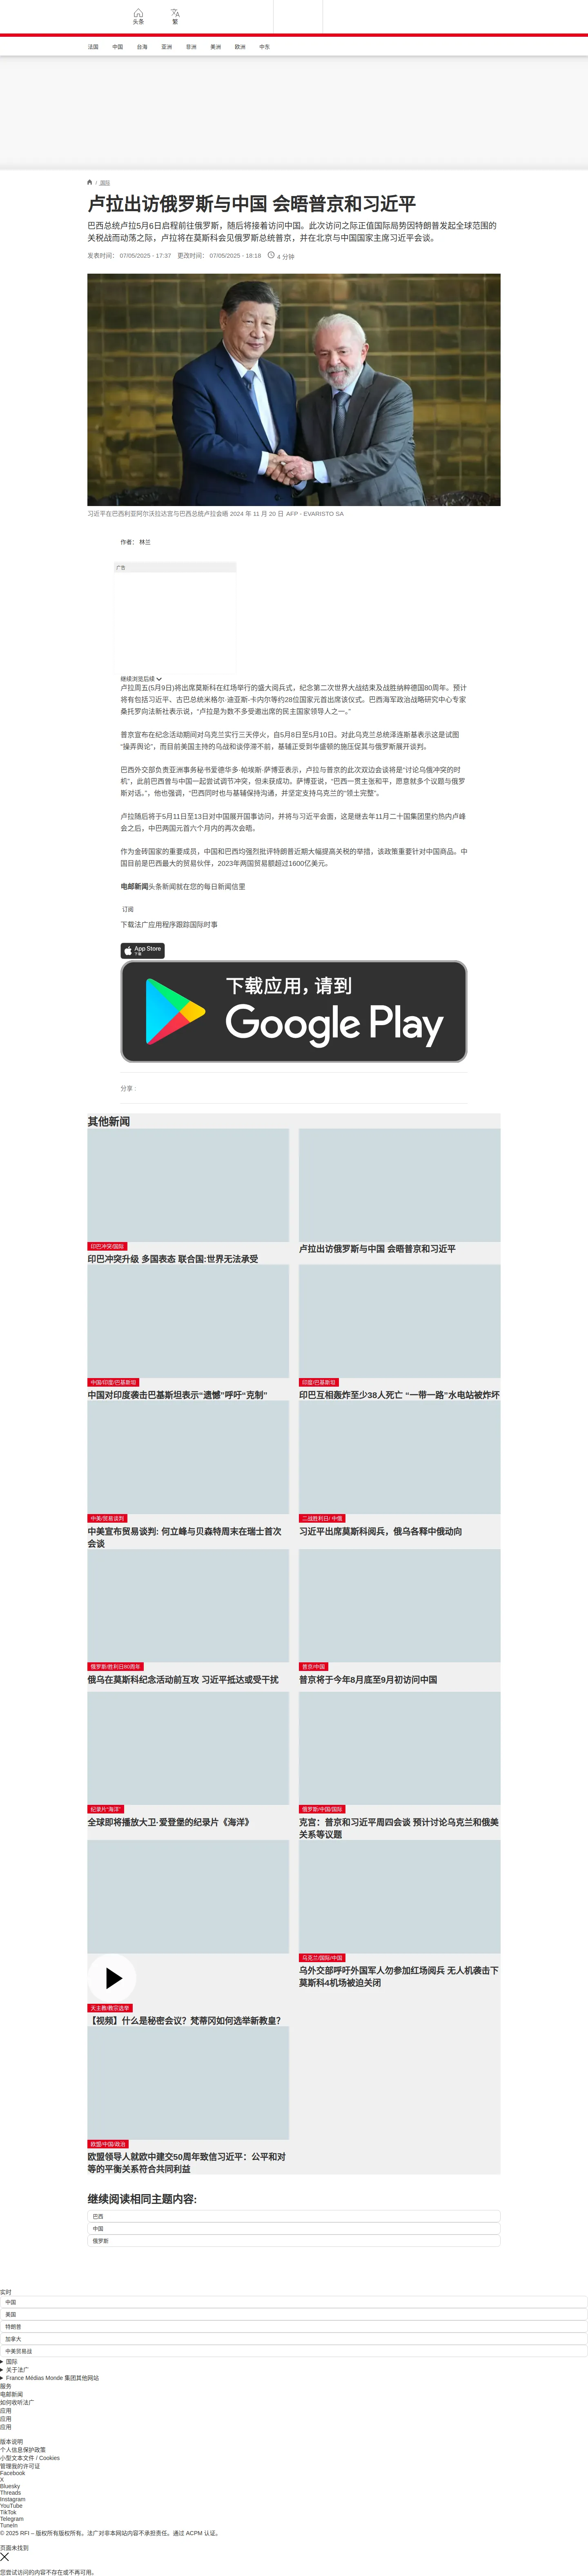 头条
繁
法国
中国
台海
亚洲
非洲
美洲
欧洲
中东
/ 国际
卢拉出访俄罗斯与中国 会晤普京和习近平
巴西总统卢拉5月6日启程前往俄罗斯，随后将接着访问中国。此次访问之际正值国际局势因特朗普发起全球范围的
关税战而动荡之际，卢拉将在莫斯科会见俄罗斯总统普京，并在北京与中国国家主席习近平会谈。
发表时间： 07/05/2025 - 17:37 更改时间： 07/05/2025 - 18:18 4 分钟
习近平在巴西利亚阿尔沃拉达宫与巴西总统卢拉会晤 2024 年 11 月 20 日 AFP - EVARISTO SA
作者： 林兰
广告
继续浏览后续
卢拉周五(5月9日)将出席莫斯科在红场举行的盛大阅兵式，纪念第二次世界大战结束及战胜纳粹德国80周年。预计
将有包括习近平、古巴总统米格尔·迪亚斯-卡内尔等约28位国家元首出席该仪式。巴西海军政治战略研究中心专家
桑托罗向法新社表示说，“卢拉是为数不多受邀出席的民主国家领导人之一。”
普京宣布在纪念活动期间对乌克兰实行三天停火，自5月8日至5月10日。对此乌克兰总统泽连斯基表示这是试图
“操弄舆论”，而目前美国主持的乌战和谈停滞不前，基辅正受到华盛顿的施压促其与俄罗斯展开谈判。
巴西外交部负责亚洲事务秘书爱德华多·帕埃斯·萨博亚表示，卢拉与普京的此次双边会谈将是“讨论乌俄冲突的时
机”，此前巴西曾与中国一起尝试调节冲突，但未获成功。萨博亚说，“巴西一贯主张和平，愿意就多个议题与俄罗
斯对话。”，他也强调，“巴西同时也与基辅保持沟通，并坚定支持乌克兰的“领土完整”。
卢拉随后将于5月11日至13日对中国展开国事访问，并将与习近平会面，这是继去年11月二十国集团里约热内卢峰
会之后，中巴两国元首六个月内的再次会晤。
作为金砖国家的重要成员，中国和巴西均强烈批评特朗普近期大幅提高关税的举措，该政策重要针对中国商品。中
国目前是巴西最大的贸易伙伴，2023年两国贸易额超过1600亿美元。
电邮新闻头条新闻就在您的每日新闻信里
订阅
下载法广应用程序跟踪国际时事
App Store
下载
下载应用，请到
Google Play
分享 :
其他新闻
印巴冲突/国际
印巴冲突升级 多国表态 联合国:世界无法承受
卢拉出访俄罗斯与中国 会晤普京和习近平
中国/印度/巴基斯坦
中国对印度袭击巴基斯坦表示“遗憾”呼吁“克制”
印度/巴基斯坦
印巴互相轰炸至少38人死亡 “一带一路”水电站被炸坏
中美/贸易谈判
中美宣布贸易谈判: 何立峰与贝森特周末在瑞士首次
会谈
二战胜利日/ 中俄
习近平出席莫斯科阅兵，俄乌各释中俄动向
俄罗斯/胜利日80周年
俄乌在莫斯科纪念活动前互攻 习近平抵达或受干扰
普京/中国
普京将于今年8月底至9月初访问中国
纪录片“海洋”
全球即将播放大卫·爱登堡的纪录片《海洋》
俄罗斯/中国/国际
克宫：普京和习近平周四会谈 预计讨论乌克兰和俄美
关系等议题
天主教/教宗选举
【视频】什么是秘密会议？梵蒂冈如何选举新教皇？
乌克兰/国际/中国
乌外交部呼吁外国军人勿参加红场阅兵 无人机袭击下
莫斯科4机场被迫关闭
欧盟/中国/政治
欧盟领导人就欧中建交50周年致信习近平：公平和对
等的平衡关系符合共同利益
继续阅读相同主题内容:
巴西
中国
俄罗斯
实时
中国
美国
特朗普
加拿大
中美贸易战
国际
关于法广
France Médias Monde 集团其他网站
服务
电邮新闻
如何收听法广
应用
应用
应用
版本说明
个人信息保护政策
小型文本文件 / Cookies
管理我的许可证
Facebook
X
Bluesky
Threads
Instagram
YouTube
TikTok
Telegram
TuneIn
© 2025 RFI – 版权所有版权所有。法广对非本网站内容不承担责任。通过 ACPM 认证。
页面未找到
您尝试访问的内容不存在或不再可用。